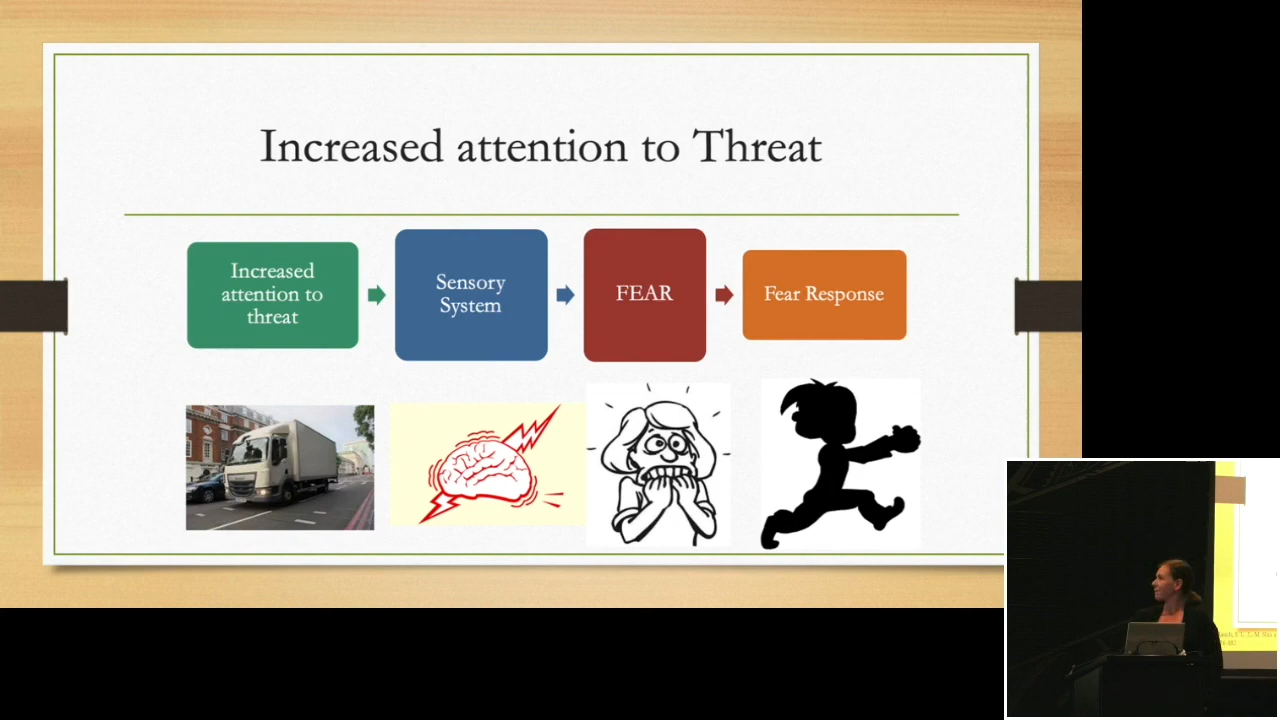 Increased attention to Threat
Increased
attention to
threat
Sensory
System
FEAR
Fear Response